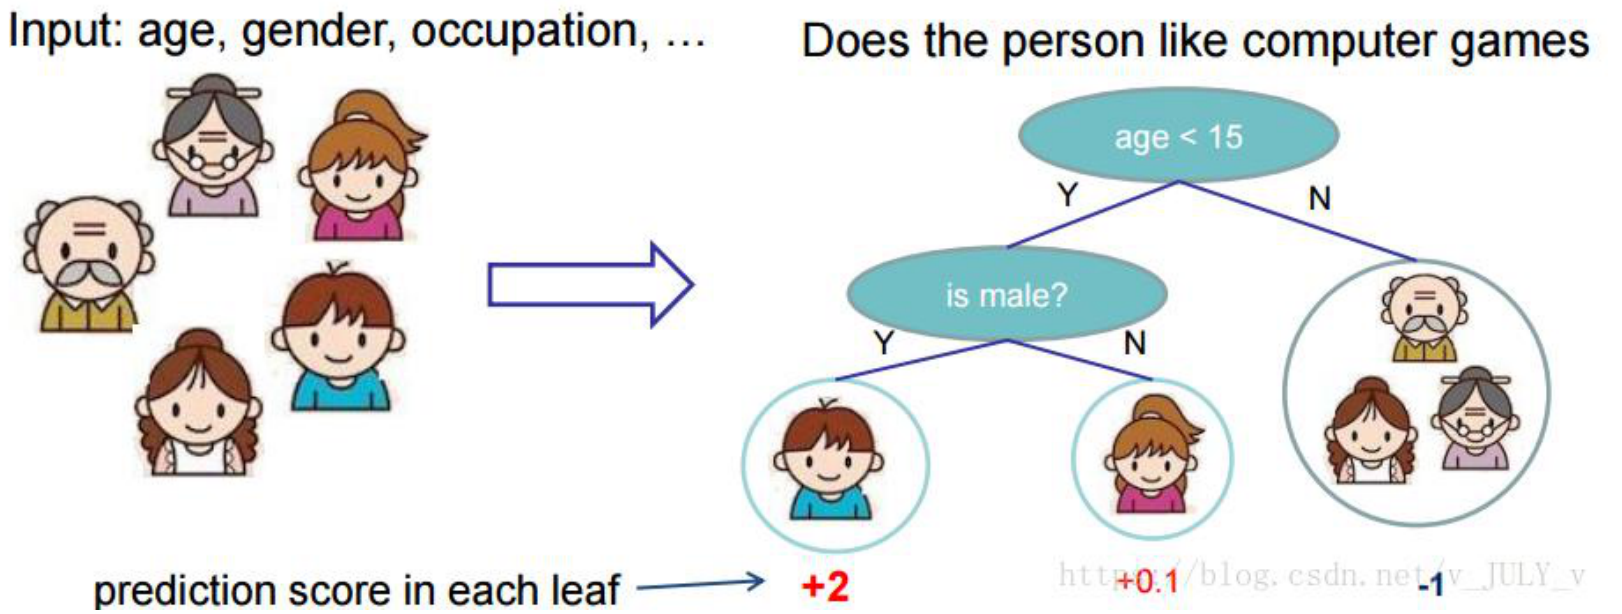 Input: age, gender, occupation, …
Does the person like computer games
age < 15
Y
N
is male?
Y
N
prediction score in each leaf
+2
+0.1
-1
https://blog.csdn.net/v_JULY_v